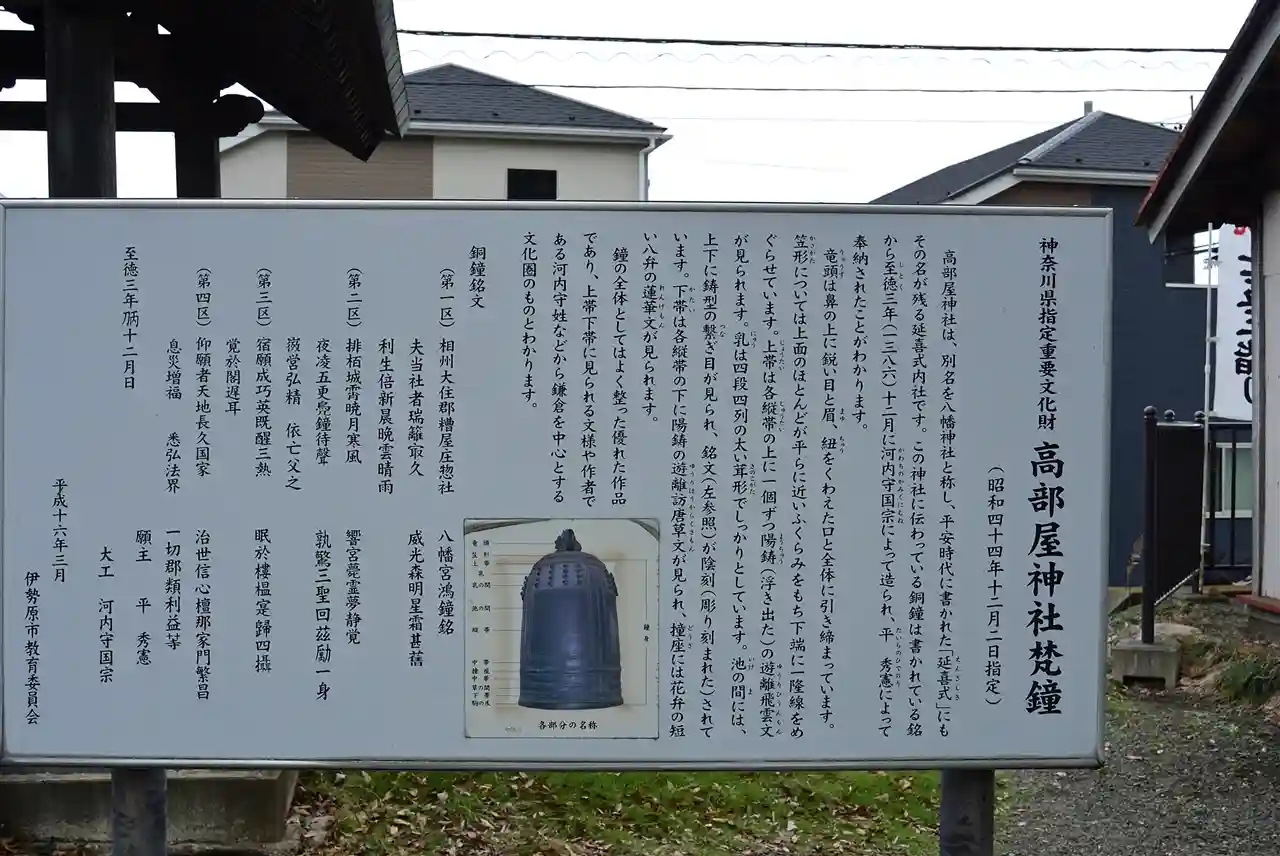 神奈川県指定重要文化財 高部屋神社梵鐘
（昭和四十四年十二月二日指定）
高部屋神社は、別名を八幡神社と称し、平安時代に書かれた「延喜式」にも
その名が残る延喜式内社です。この神社に伝わっている銅鐘は書かれている銘
から至徳三年（一三八六）十二月に河内守国宗によって造られ、平 秀憲によって
奉納されたことがわかります。
竜頭は鼻の上に鋭い目と眉、紐をくわえた口と全体に引き締まっています。
笠形については上面のほとんどが平らに近いふくらみをもち下端に一隆線をめ
ぐらせています。上帯は各縦帯の上に一個ずつ陽鋳（浮き出た）の遊離飛雲文
が見られます。乳は四段四列の太い茸形でしっかりとしています。池の間には、
上下に鋳型の繋ぎ目が見られ、銘文（左参照）が陰刻（彫り刻まれた）されて
います。下帯は各縦帯の下に陽鋳の遊離訪唐草文が見られ、撞座には花弁の短
い八弁の蓮華文が見られます。
鐘の全体としてはよく整った優れた作品
であり、上帯下帯に見られる文様や作者で
ある河内守姓などから鎌倉を中心とする
文化圏のものとわかります。
銅鐘銘文
（第一区）相州大住郡糟屋庄惣社 八幡宮鴻鐘銘
夫当社者瑞籬㝡久 威光森明星霜甚舊
利生倍新晨晩雲晴雨
（第二区）排栢城霄暁月寒風 響宮薨霊夢静覚
夜凌五更鳧鐘待聲 孰驚三聖回茲勵一身
微営弘精 依亡父之
（第三区）宿願成巧英既醒三熱 眠於樓榲寔歸四攝
覚於閣遅耳
（第四区）仰願者天地長久国家 治世信心檀那家門繁昌
息災増福 悉弘法界 一切郡類利益等
至徳三年丙十二月日 願主 平 秀憲
大工 河内守国宗
平成十六年三月
伊勢原市教育委員会
各部分の名称